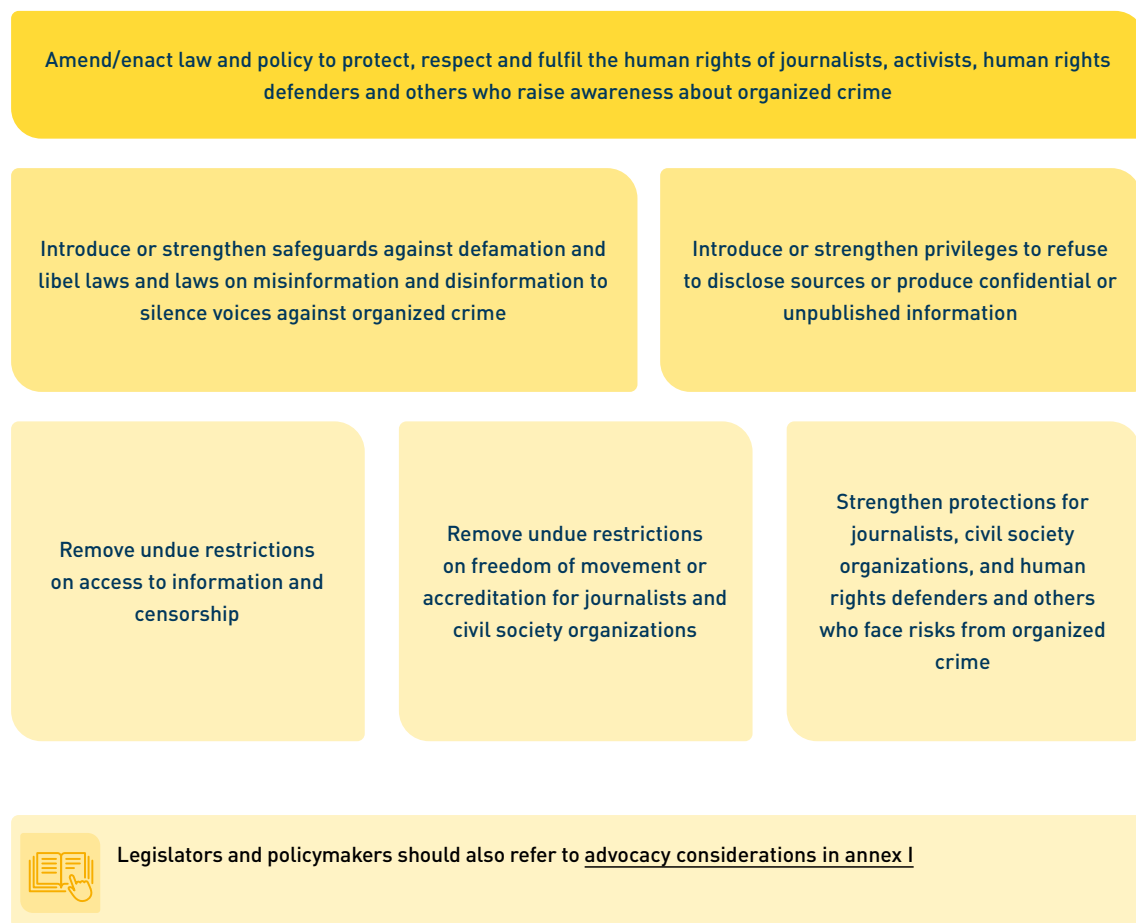 Amend/enact law and policy to protect, respect and fulfil the human rights of journalists, activists, human rights
defenders and others who raise awareness about organized crime
Introduce or strengthen safeguards against defamation and
libel laws and laws on misinformation and disinformation to
silence voices against organized crime
Introduce or strengthen privileges to refuse
to disclose sources or produce confidential or
unpublished information
Remove undue restrictions
on access to information and
censorship
Remove undue restrictions
on freedom of movement or
accreditation for journalists and
civil society organizations
Strengthen protections for
journalists, civil society
organizations, and human
rights defenders and others
who face risks from organized
crime
Legislators and policymakers should also refer to advocacy considerations in annex I